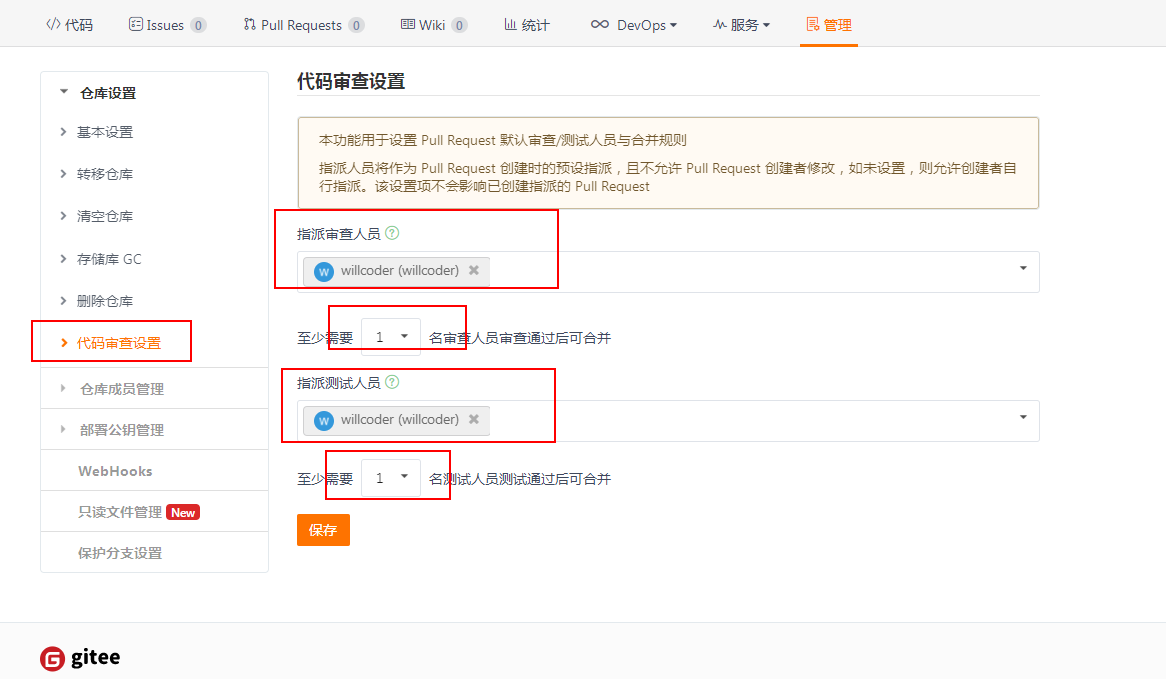 代码 Issues 0 Pull Requests 0 Wiki 0 统计 DevOps 服务 管理
仓库设置
基本设置
转移仓库
清空仓库
存储库 GC
删除仓库
代码审查设置
仓库成员管理
部署公钥管理
WebHooks
只读文件管理 New
保护分支设置
代码审查设置
本功能用于设置 Pull Request 默认审查/测试人员与合并规则
指派人员将作为 Pull Request 创建时的预设指派，且不允许 Pull Request 创建者修改，如未设置，则允许创建者自
行指派。该设置项不会影响已创建指派的 Pull Request
指派审查人员 ?
W willcoder (willcoder) ✖
至少需要 1 名审查人员审查通过后可合并
指派测试人员 ?
W willcoder (willcoder) ✖
至少需要 1 名测试人员测试通过后可合并
保存
G gitee